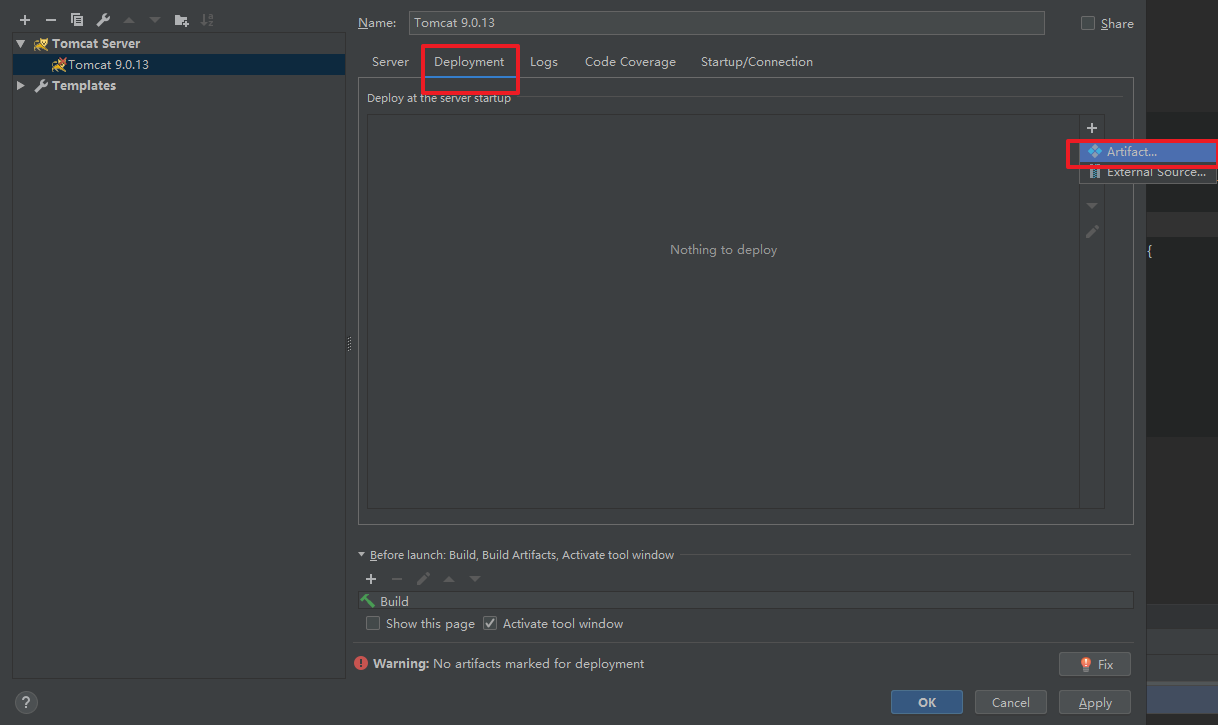 Name: Tomcat 9.0.13 Share
Tomcat Server
Tomcat 9.0.13
Templates
Server Deployment Logs Code Coverage Startup/Connection
Deploy at the server startup
Artifact...
External Source...
Nothing to deploy
{
Before launch: Build, Build Artifacts, Activate tool window
Build
Show this page Activate tool window
Warning: No artifacts marked for deployment Fix
? OK Cancel Apply